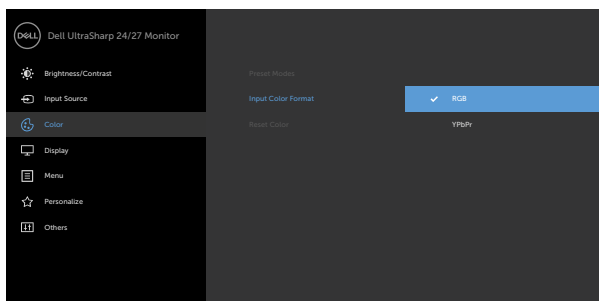 DELL Dell UltraSharp 24/27 Monitor
Brightness/Contrast
Preset Modes
Input Source
Input Color Format
RGB
Color
Reset Color
YPbPr
Display
Menu
Personalize
Others